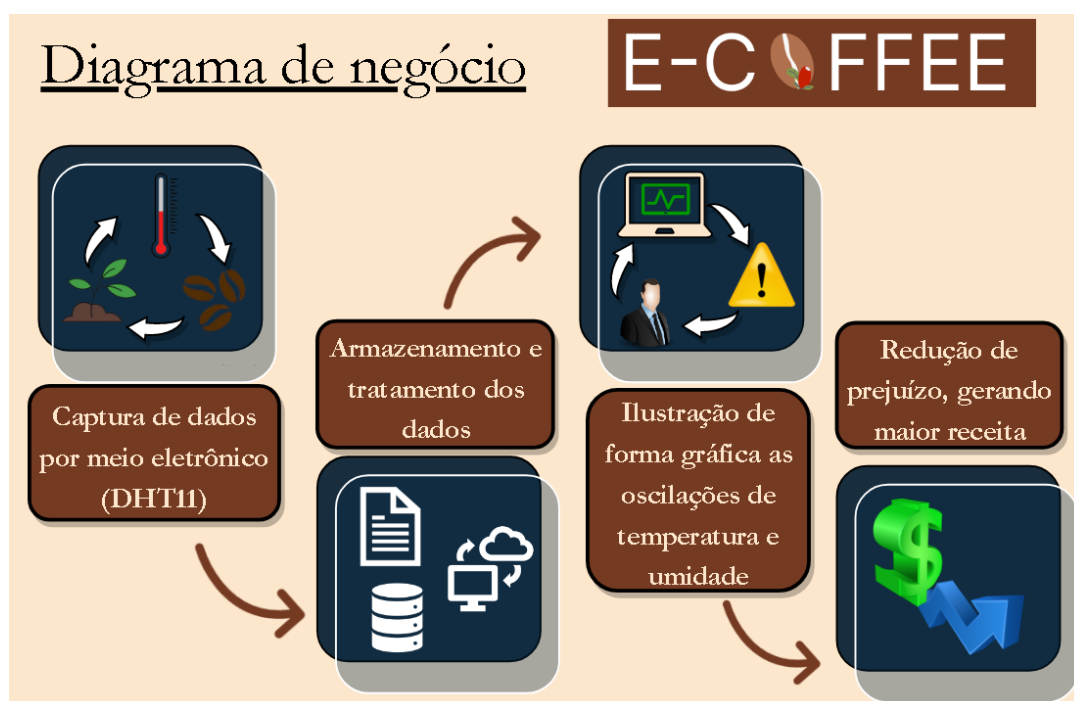 Diagrama de negócio
E-COFFEE
Captura de dados
por meio eletrônico
(DHT11)
Armazenamento e
tratamento dos
dados
Ilustração de
forma gráfica as
oscilações de
temperatura e
umidade
Redução de
prejuízo, gerando
maior receita